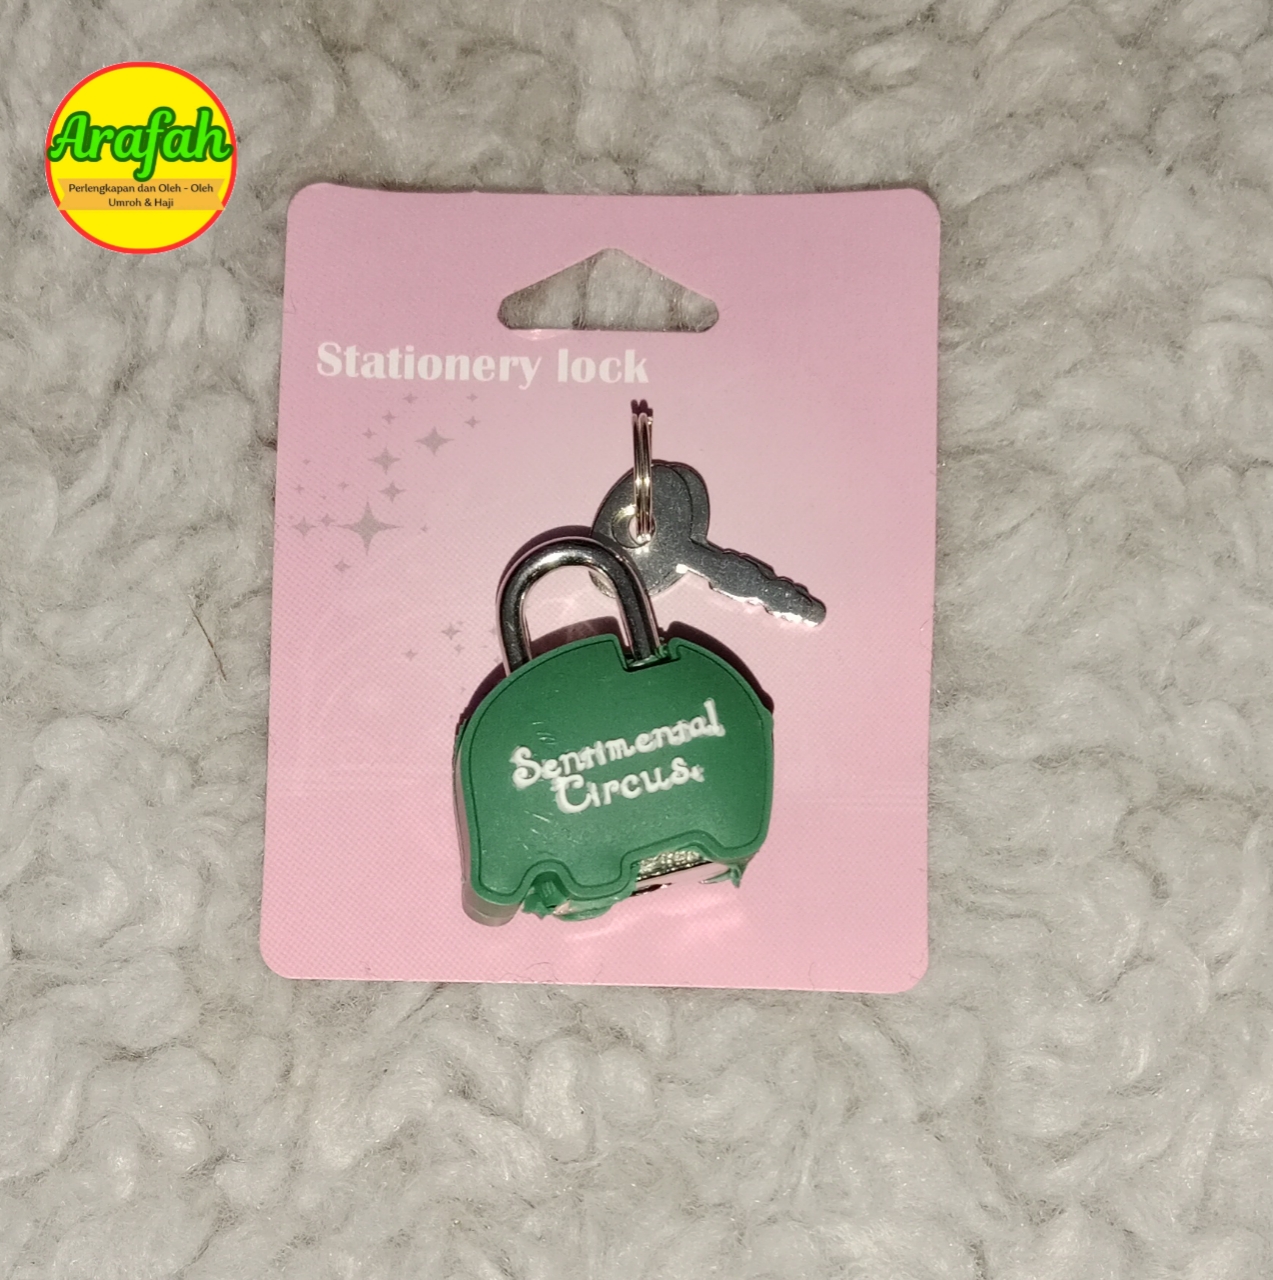 Arafah
Perlengkapan dan Oleh - Oleh
Umroh & Haji
Stationery lock
Sentimental
Circus